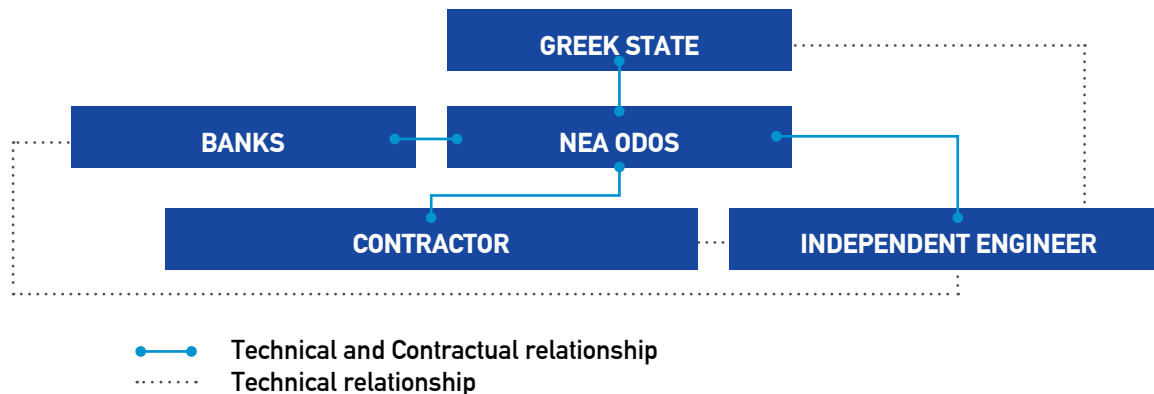 GREEK STATE
BANKS
NEA ODOS
CONTRACTOR
INDEPENDENT ENGINEER
Technical and Contractual relationship
Technical relationship